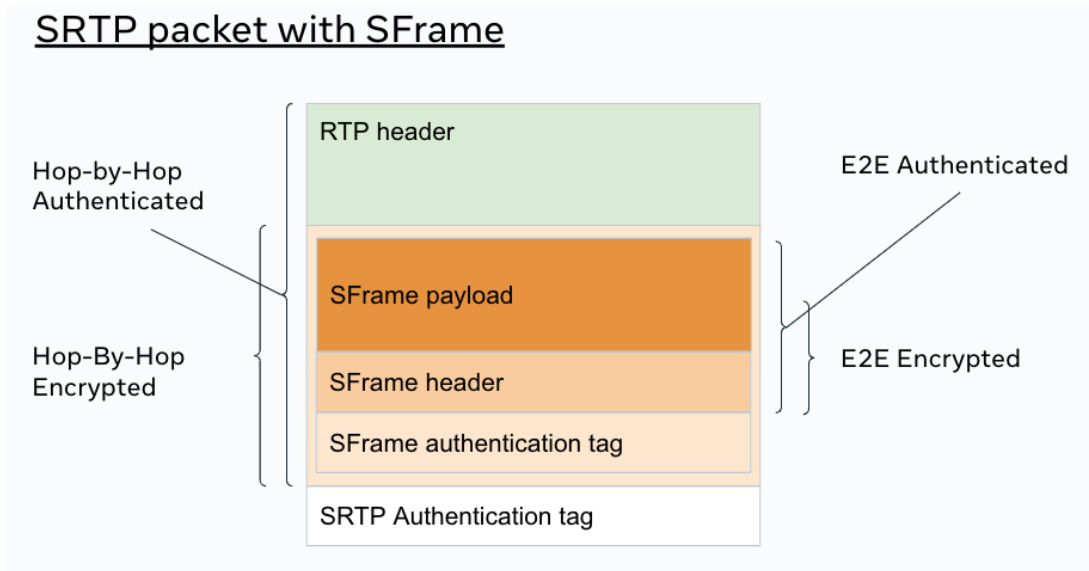 SRTP packet with SFrame
RTP header
Hop-by-Hop
Authenticated
E2E Authenticated
SFrame payload
Hop-By-Hop
Encrypted
E2E Encrypted
SFrame header
SFrame authentication tag
SRTP Authentication tag